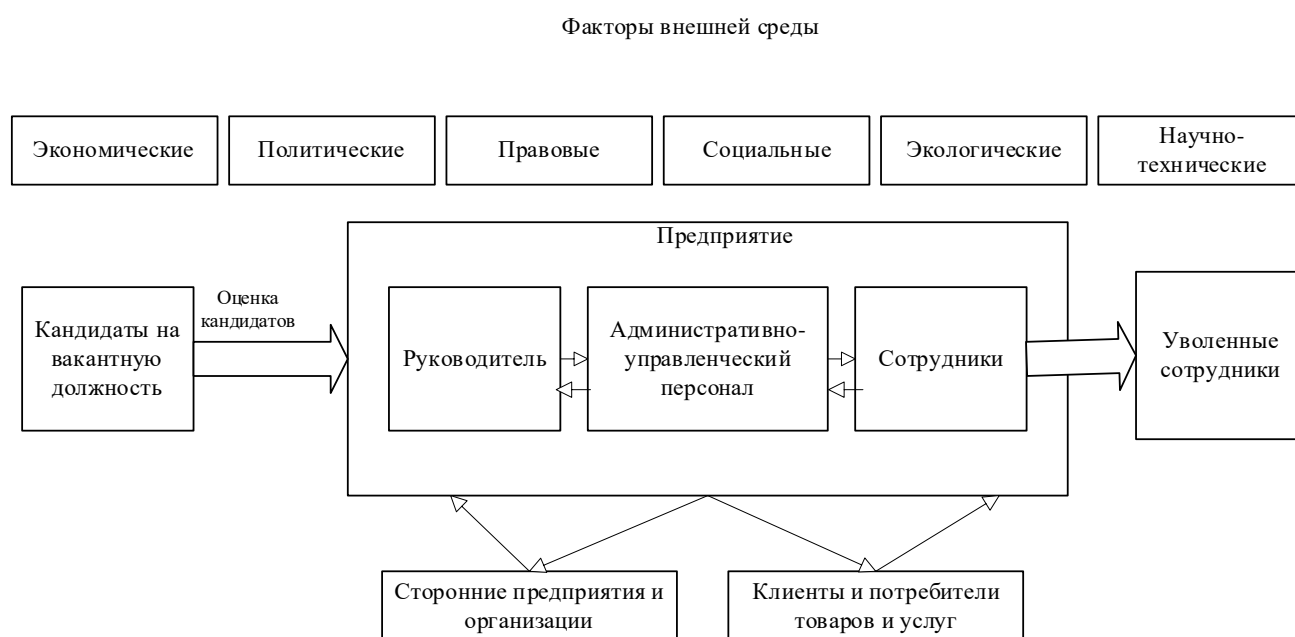 Факторы внешней среды
Экономические
Политические
Правовые
Социальные
Экологические
Научно-
технические
Предприятие
Оценка
кандидатов
Кандидаты на
вакантную
должность
Руководитель
Административно-
управленческий
персонал
Сотрудники
Уволенные
сотрудники
Сторонние предприятия и
организации
Клиенты и потребители
товаров и услуг